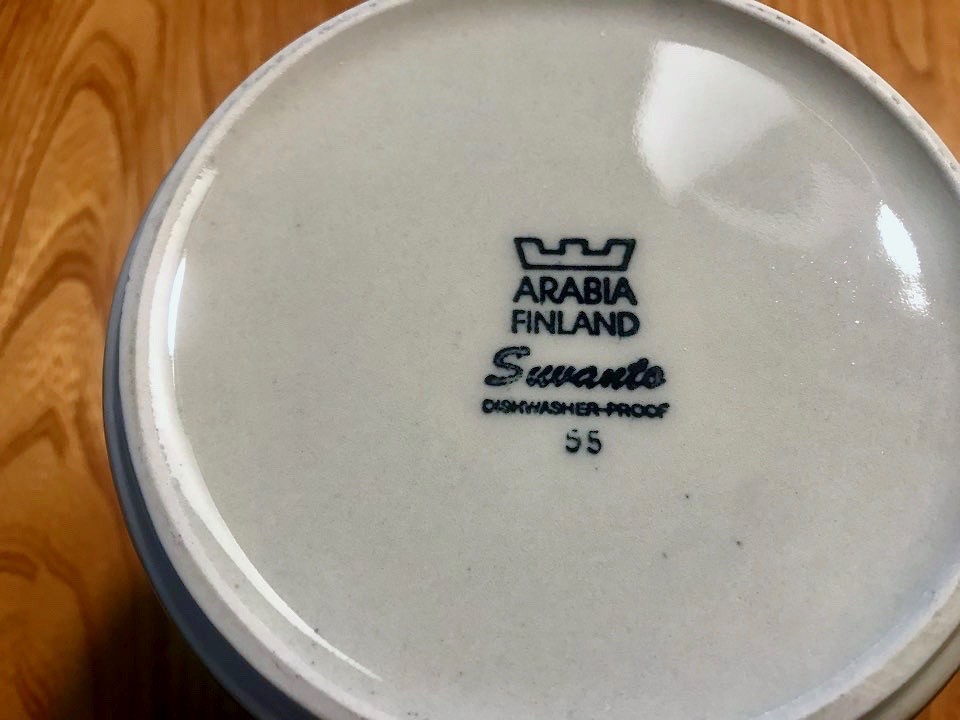 ARABIA
FINLAND
Suvanto
DISHWASHER-PROOF
55